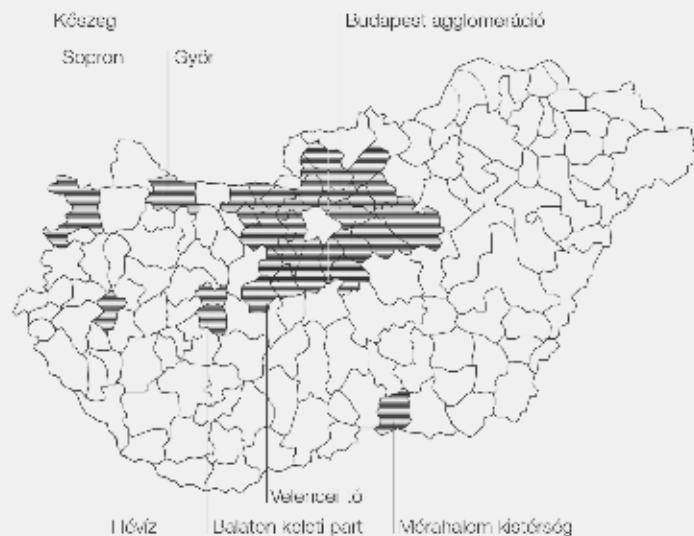 Kőszeg
Budapest agglomeráció
Sopron
Győr
Velencei tó
Hévíz
Balaton keleti part
Mórahalom kistérség